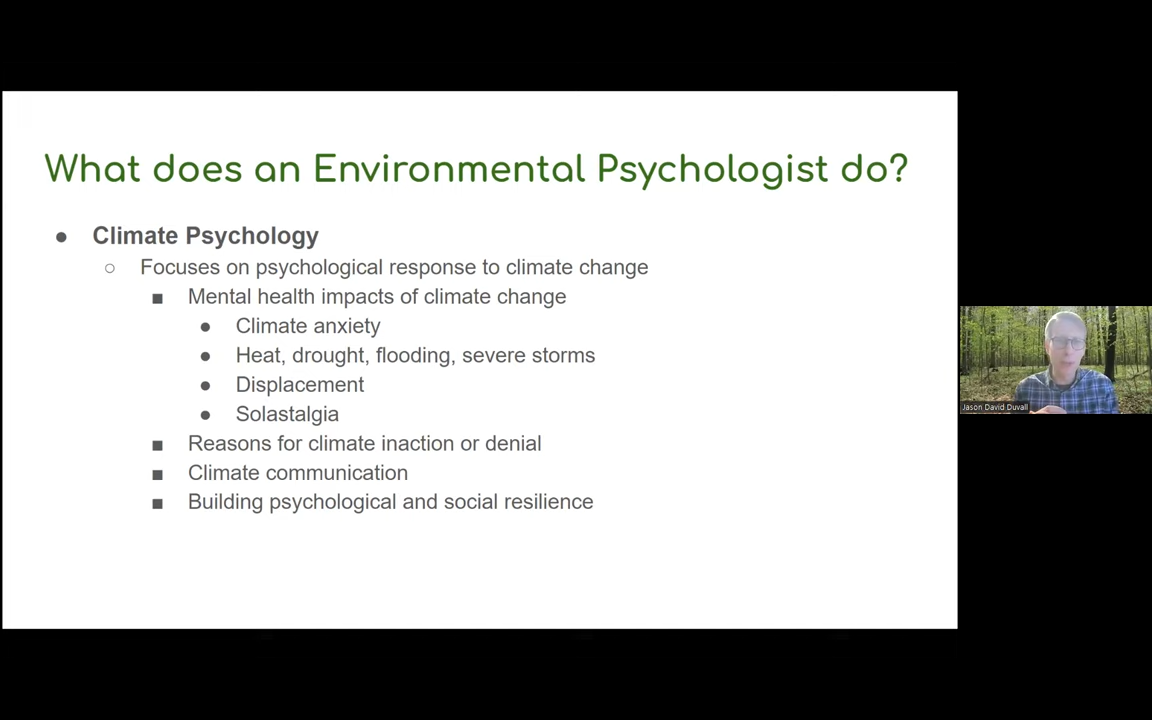 What does an Environmental Psychologist do?
● Climate Psychology
○ Focuses on psychological response to climate change
■ Mental health impacts of climate change
● Climate anxiety
● Heat, drought, flooding, severe storms
● Displacement
● Solastalgia
■ Reasons for climate inaction or denial
■ Climate communication
■ Building psychological and social resilience
Jason David Duvall